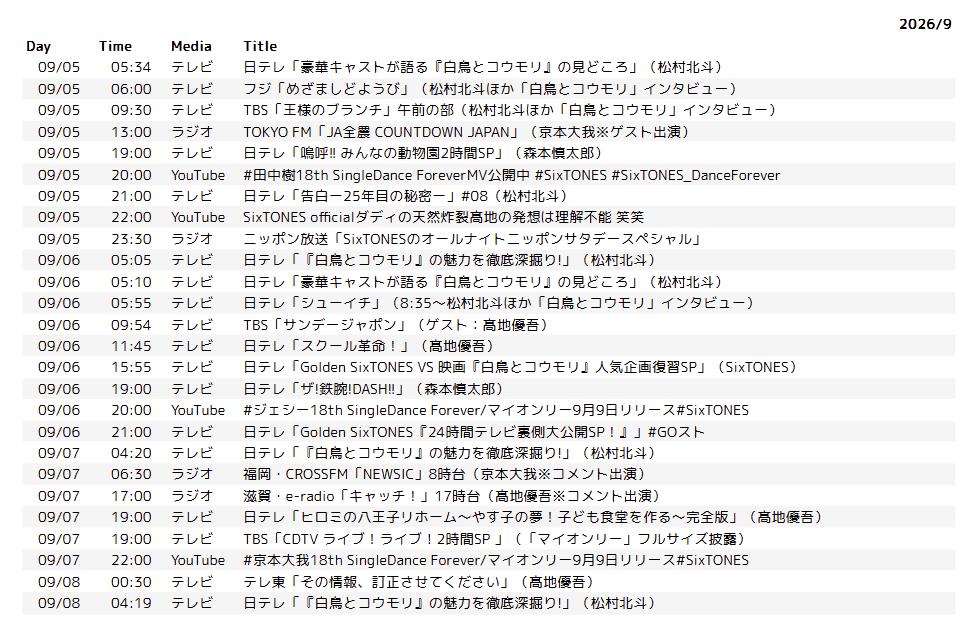 2026/9
Day Time Media Title
09/05 05:34 テレビ 日テレ「豪華キャストが語る『白鳥とコウモリ』の見どころ」（松村北斗）
09/05 06:00 テレビ フジ「めざましどようび」（松村北斗ほか「白鳥とコウモリ」インタビュー）
09/05 09:30 テレビ TBS「王様のブランチ」午前の部（松村北斗ほか「白鳥とコウモリ」インタビュー）
09/05 13:00 ラジオ TOKYO FM「JA全農 COUNTDOWN JAPAN」（京本大我※ゲスト出演）
09/05 19:00 テレビ 日テレ「嗚呼!! みんなの動物園2時間SP」（森本慎太郎）
09/05 20:00 YouTube #田中樹18th SingleDance ForeverMV公開中 #SixTONES #SixTONES_DanceForever
09/05 21:00 テレビ 日テレ「告白ー25年目の秘密ー」#08（松村北斗）
09/05 22:00 YouTube SixTONES officialダディの天然炸裂高地の発想は理解不能 笑笑
09/05 23:30 ラジオ ニッポン放送「SixTONESのオールナイトニッポンサタデースペシャル」
09/06 05:05 テレビ 日テレ「『白鳥とコウモリ』の魅力を徹底深掘り!」（松村北斗）
09/06 05:10 テレビ 日テレ「豪華キャストが語る『白鳥とコウモリ』の見どころ」（松村北斗）
09/06 05:55 テレビ 日テレ「シューイチ」（8:35～松村北斗ほか「白鳥とコウモリ」インタビュー）
09/06 09:54 テレビ TBS「サンデージャポン」（ゲスト：高地優吾）
09/06 11:45 テレビ 日テレ「スクール革命！」（高地優吾）
09/06 15:55 テレビ 日テレ「Golden SixTONES VS 映画『白鳥とコウモリ』人気企画復習SP」（SixTONES）
09/06 19:00 テレビ 日テレ「ザ!鉄腕!DASH!!」（森本慎太郎）
09/06 20:00 YouTube #ジェシー18th SingleDance Forever/マイオンリー9月9日リリース#SixTONES
09/06 21:00 テレビ 日テレ「Golden SixTONES『24時間テレビ裏側大公開SP！』」#GOスト
09/07 04:20 テレビ 日テレ「『白鳥とコウモリ』の魅力を徹底深掘り!」（松村北斗）
09/07 06:30 ラジオ 福岡・CROSSFM「NEWSIC」8時台（京本大我※コメント出演）
09/07 17:00 ラジオ 滋賀・e-radio「キャッチ！」17時台（高地優吾※コメント出演）
09/07 19:00 テレビ 日テレ「ヒロミの八王子リホーム～やす子の夢！子ども食堂を作る～完全版」（高地優吾）
09/07 19:00 テレビ TBS「CDTV ライブ！ライブ！2時間SP 」（「マイオンリー」フルサイズ披露）
09/07 22:00 YouTube #京本大我18th SingleDance Forever/マイオンリー9月9日リリース#SixTONES
09/08 00:30 テレビ テレ東「その情報、訂正させてください」（高地優吾）
09/08 04:19 テレビ 日テレ「『白鳥とコウモリ』の魅力を徹底深掘り!」（松村北斗）